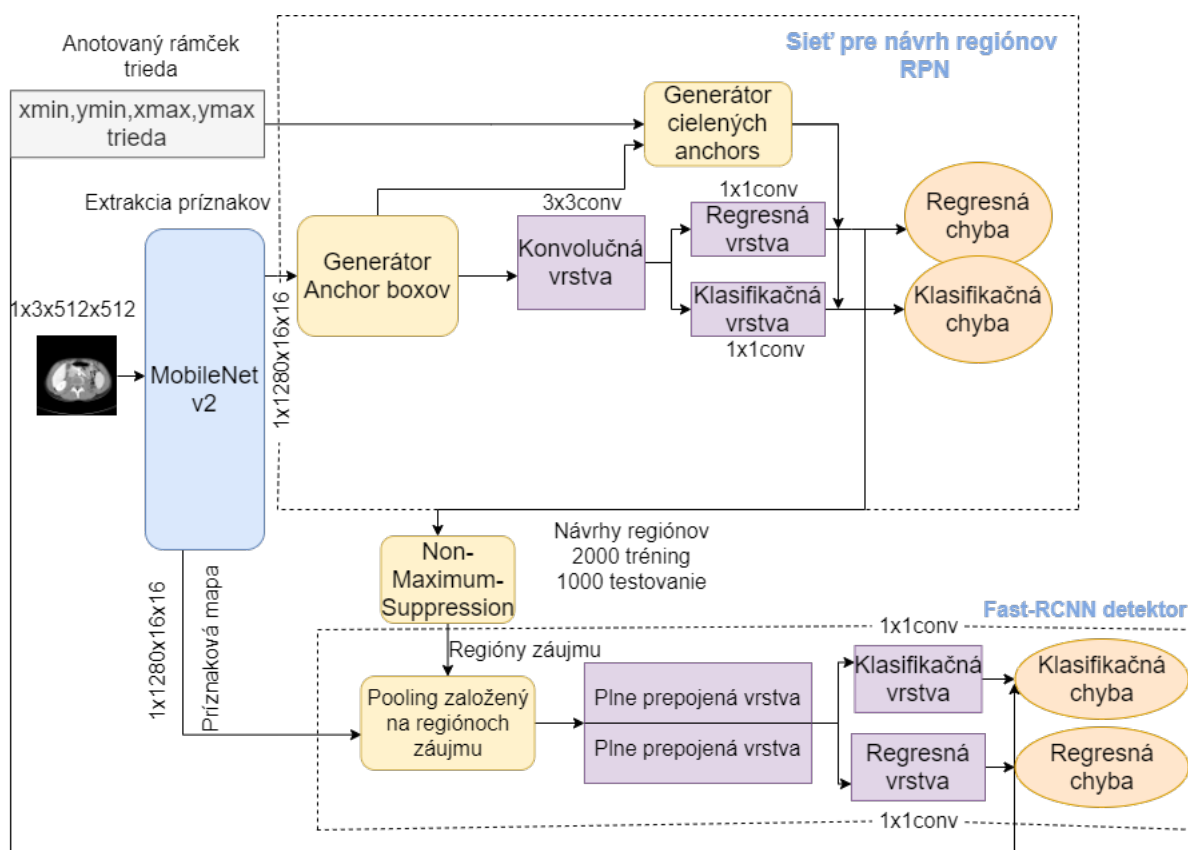 Anotovaný rámček
trieda
xmin,ymin,xmax,ymax
trieda
Sieť pre návrh regiónov
RPN
Generátor
cielených
anchors
Extrakcia príznakov
1x3x512x512
MobileNet
v2
1x1280x16x16
Generátor
Anchor boxov
3x3conv
Konvolučná
vrstva
1x1conv
Regresná
vrstva
Klasifikačná
vrstva
1x1conv
Regresná
chyba
Klasifikačná
chyba
Návrhy regiónov
2000 tréning
1000 testovanie
Non-
Maximum-
Suppression
1x1280x16x16
Príznaková mapa
Regióny záujmu
Fast-RCNN detektor
Pooling založený
na regiónoch
záujmu
Plne prepojená vrstva
Plne prepojená vrstva
1x1conv
Klasifikačná
vrstva
Regresná
vrstva
1x1conv
Klasifikačná
chyba
Regresná
chyba